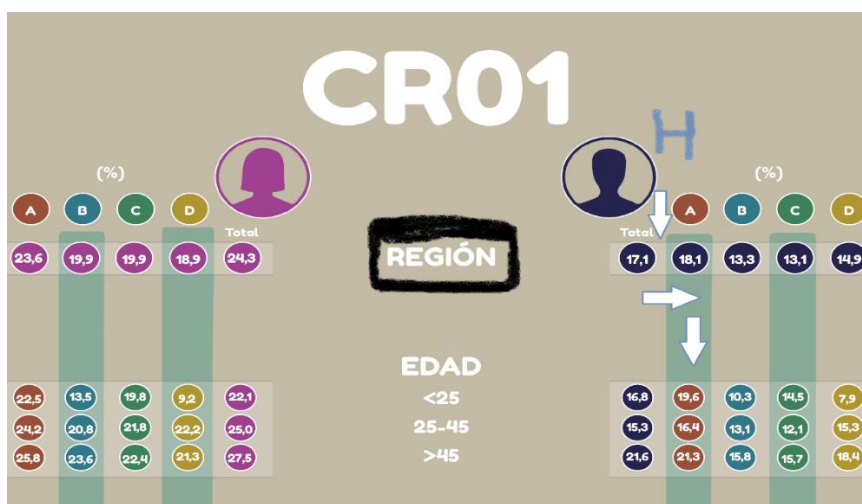 CR01
H
(%) (%)
A B C D A B C D
Total Total
23,6 19,9 19,9 18,9 24,3 REGIÓN 17,1 18,1 13,3 13,1 14,9
EDAD
22,5 13,5 19,8 9,2 22,1 <25 16,8 19,6 10,3 14,5 7,9
24,2 20,8 21,8 22,2 25,0 25-45 15,3 16,4 13,1 12,1 15,3
25,8 23,6 22,4 21,3 27,5 >45 21,6 21,3 15,8 15,7 18,4